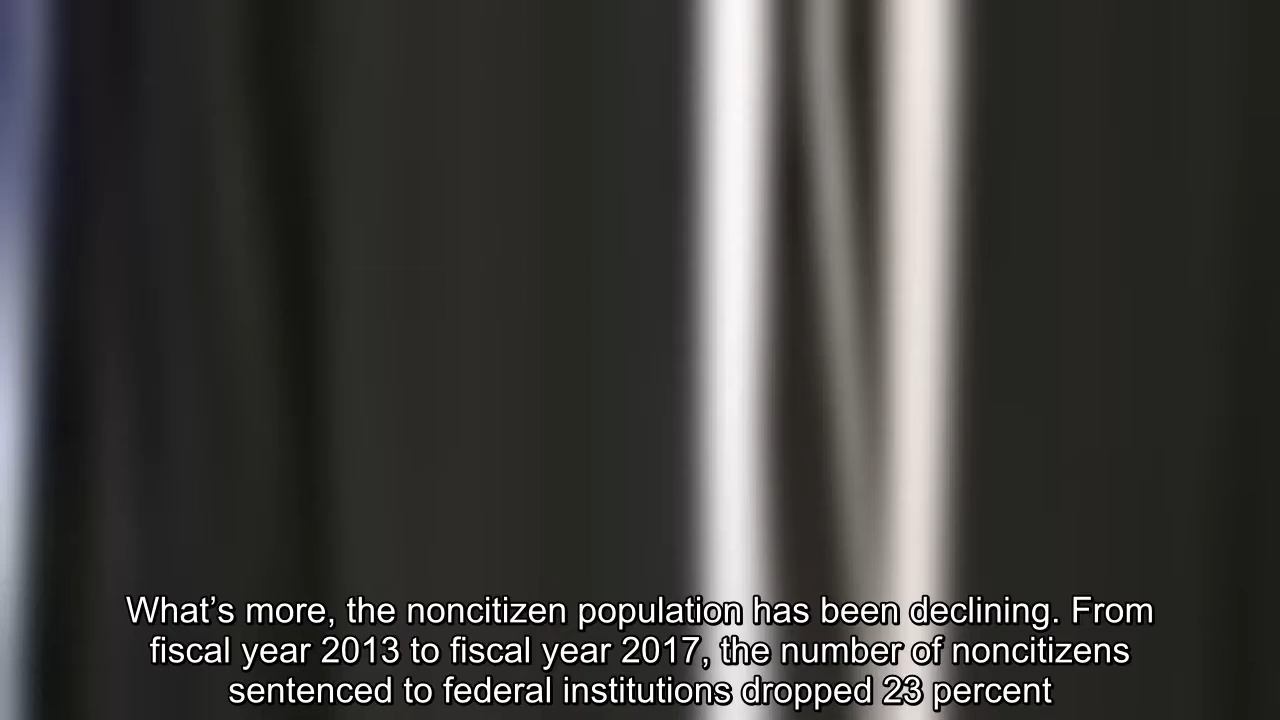 What’s more, the noncitizen population has been declining. From
fiscal year 2013 to fiscal year 2017, the number of noncitizens
sentenced to federal institutions dropped 23 percent